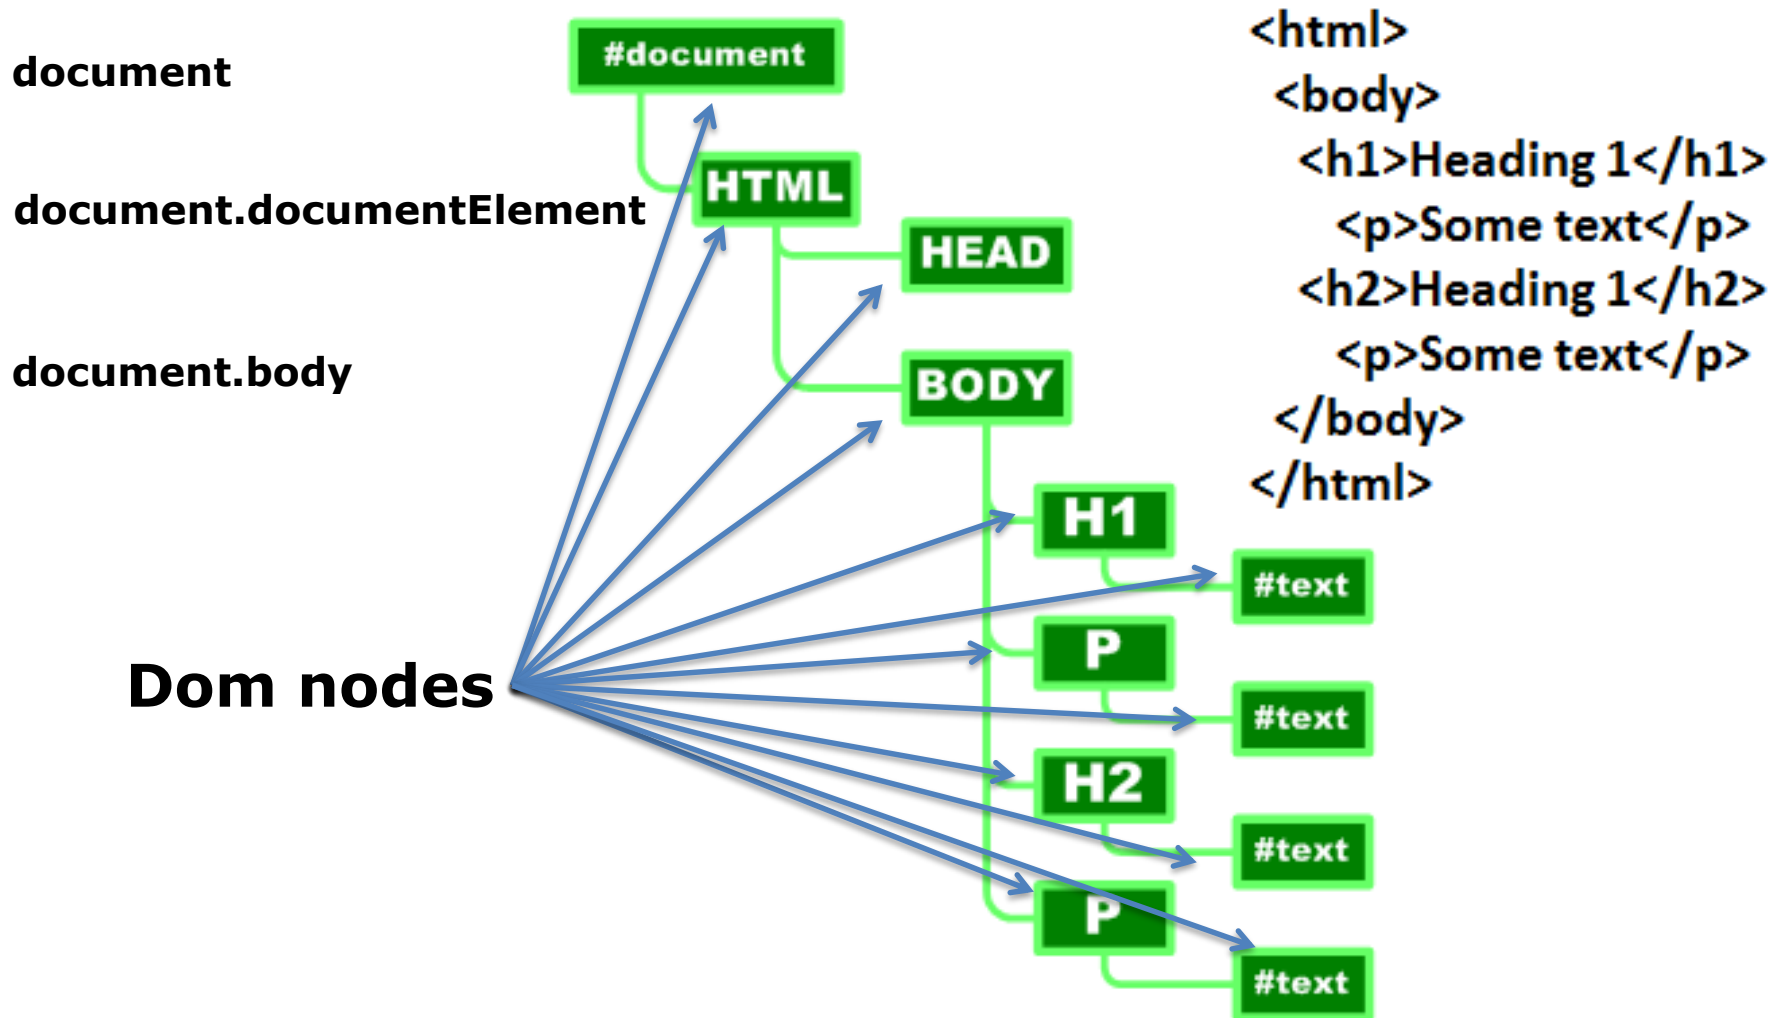 document
document.documentElement
document.body
Dom nodes
#document
HTML
HEAD
BODY
H1
#text
P
#text
H2
#text
P
#text
<html>
<body>
<h1>Heading 1</h1>
<p>Some text</p>
<h2>Heading 1</h2>
<p>Some text</p>
</body>
</html>